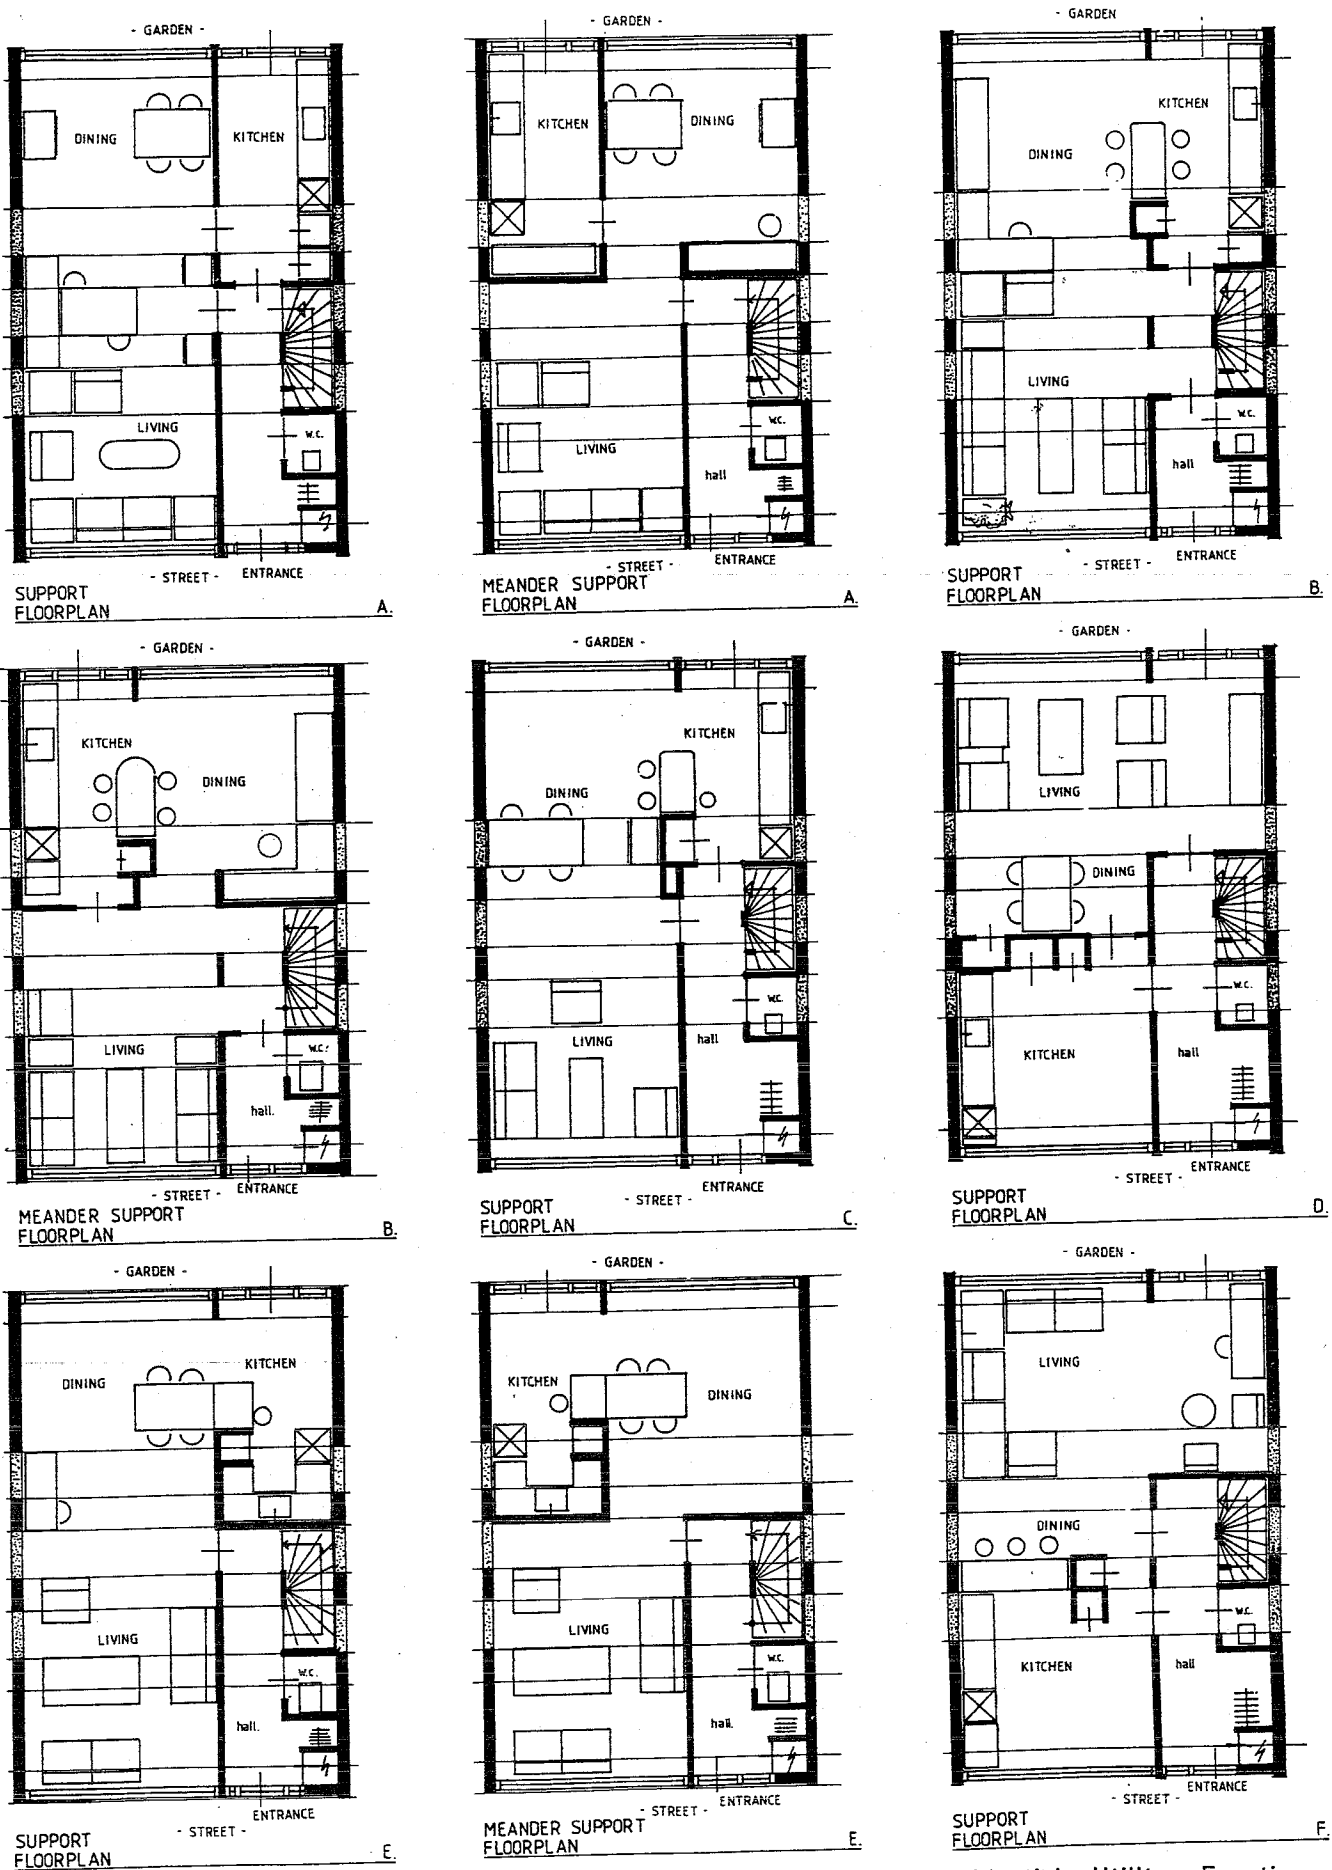 - GARDEN -
DINING
KITCHEN
LIVING
W.C.
- STREET -
ENTRANCE
SUPPORT
FLOORPLAN
A.
- GARDEN -
KITCHEN
DINING
W.C.
LIVING
hall
- STREET -
ENTRANCE
MEANDER SUPPORT
FLOORPLAN
A.
- GARDEN
KITCHEN
DINING
LIVING
W.C.
hall
- STREET -
ENTRANCE
SUPPORT
FLOORPLAN
B.
- GARDEN -
KITCHEN
DINING
LIVING
W.C.
hall.
- STREET -
ENTRANCE
MEANDER SUPPORT
FLOORPLAN
B.
- GARDEN -
KITCHEN
DINING
W.C.
LIVING
hall
- STREET -
ENTRANCE
SUPPORT
FLOORPLAN
C.
- GARDEN -
LIVING
DINING
W.C.
KITCHEN
hall
- STREET -
ENTRANCE
SUPPORT
FLOORPLAN
D.
- GARDEN -
KITCHEN
DINING
LIVING
W.C.
hall.
- STREET -
ENTRANCE
SUPPORT
FLOORPLAN
E.
- GARDEN -
KITCHEN
DINING
LIVING
W.C.
hall.
- STREET -
ENTRANCE
MEANDER SUPPORT
FLOORPLAN
E.
- GARDEN -
LIVING
DINING
W.C.
KITCHEN
hall
- STREET -
ENTRANCE
SUPPORT
FLOORPLAN
F.